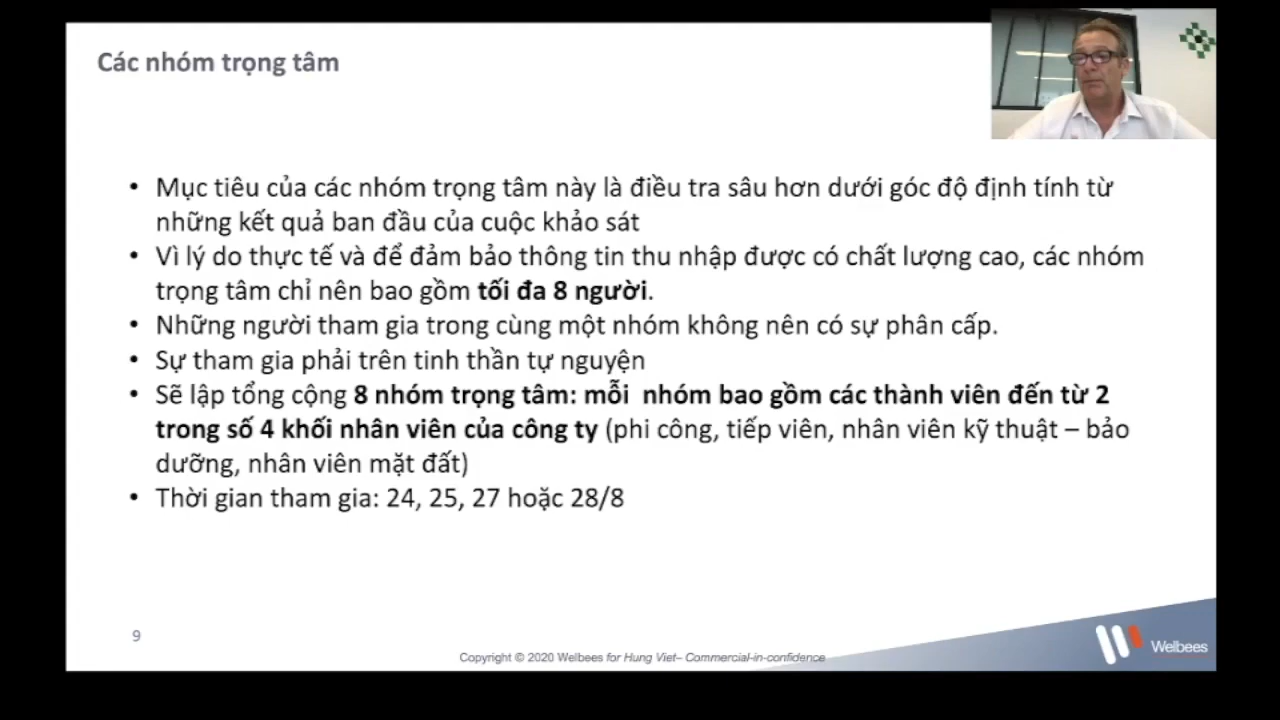 Các nhóm trọng tâm
• Mục tiêu của các nhóm trọng tâm này là điều tra sâu hơn dưới góc độ định tính từ
những kết quả ban đầu của cuộc khảo sát
• Vì lý do thực tế và để đảm bảo thông tin thu nhập được có chất lượng cao, các nhóm
trọng tâm chỉ nên bao gồm tối đa 8 người.
• Những người tham gia trong cùng một nhóm không nên có sự phân cấp.
• Sự tham gia phải trên tinh thần tự nguyện
• Sẽ lập tổng cộng 8 nhóm trọng tâm: mỗi  nhóm bao gồm các thành viên đến từ 2
trong số 4 khối nhân viên của công ty (phi công, tiếp viên, nhân viên kỹ thuật – bảo
dưỡng, nhân viên mặt đất)
• Thời gian tham gia: 24, 25, 27 hoặc 28/8
9
Copyright © 2020 Welbees for Hung Viet– Commercial-in-confidence
Welbees